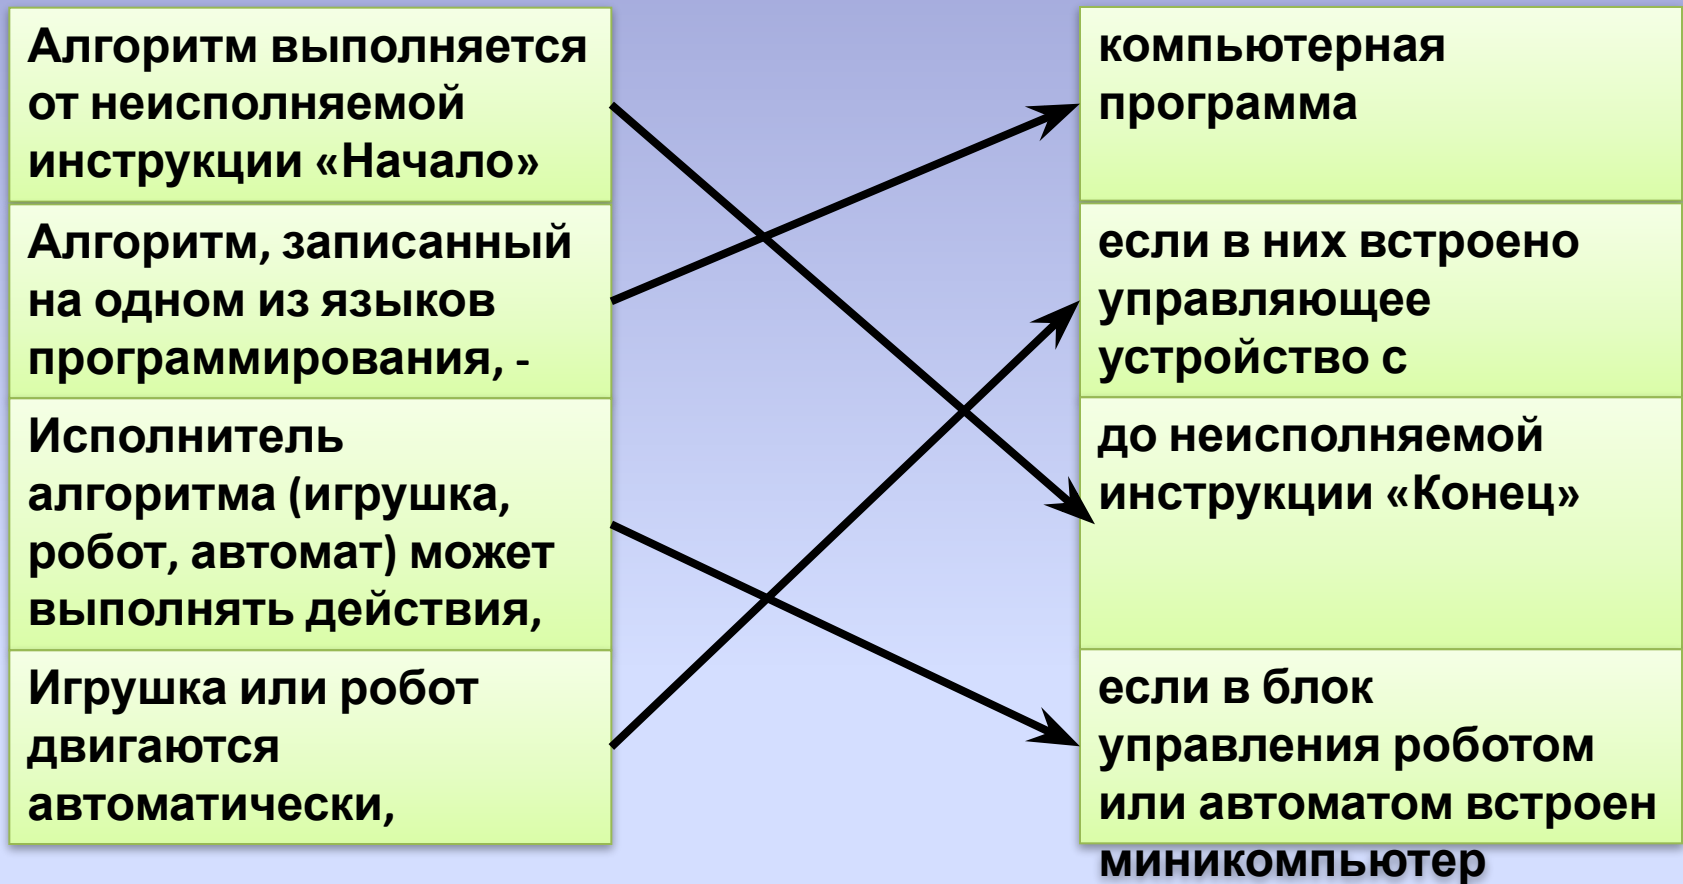 Алгоритм выполняется
от неисполняемой
инструкции «Начало»
Алгоритм, записанный
на одном из языков
программирования, -
Исполнитель
алгоритма (игрушка,
робот, автомат) может
выполнять действия,
Игрушка или робот
двигаются
автоматически,
компьютерная
программа
если в них встроено
управляющее
устройство с
до неисполняемой
инструкции «Конец»
если в блок
управления роботом
или автоматом встроен
миникомпьютер